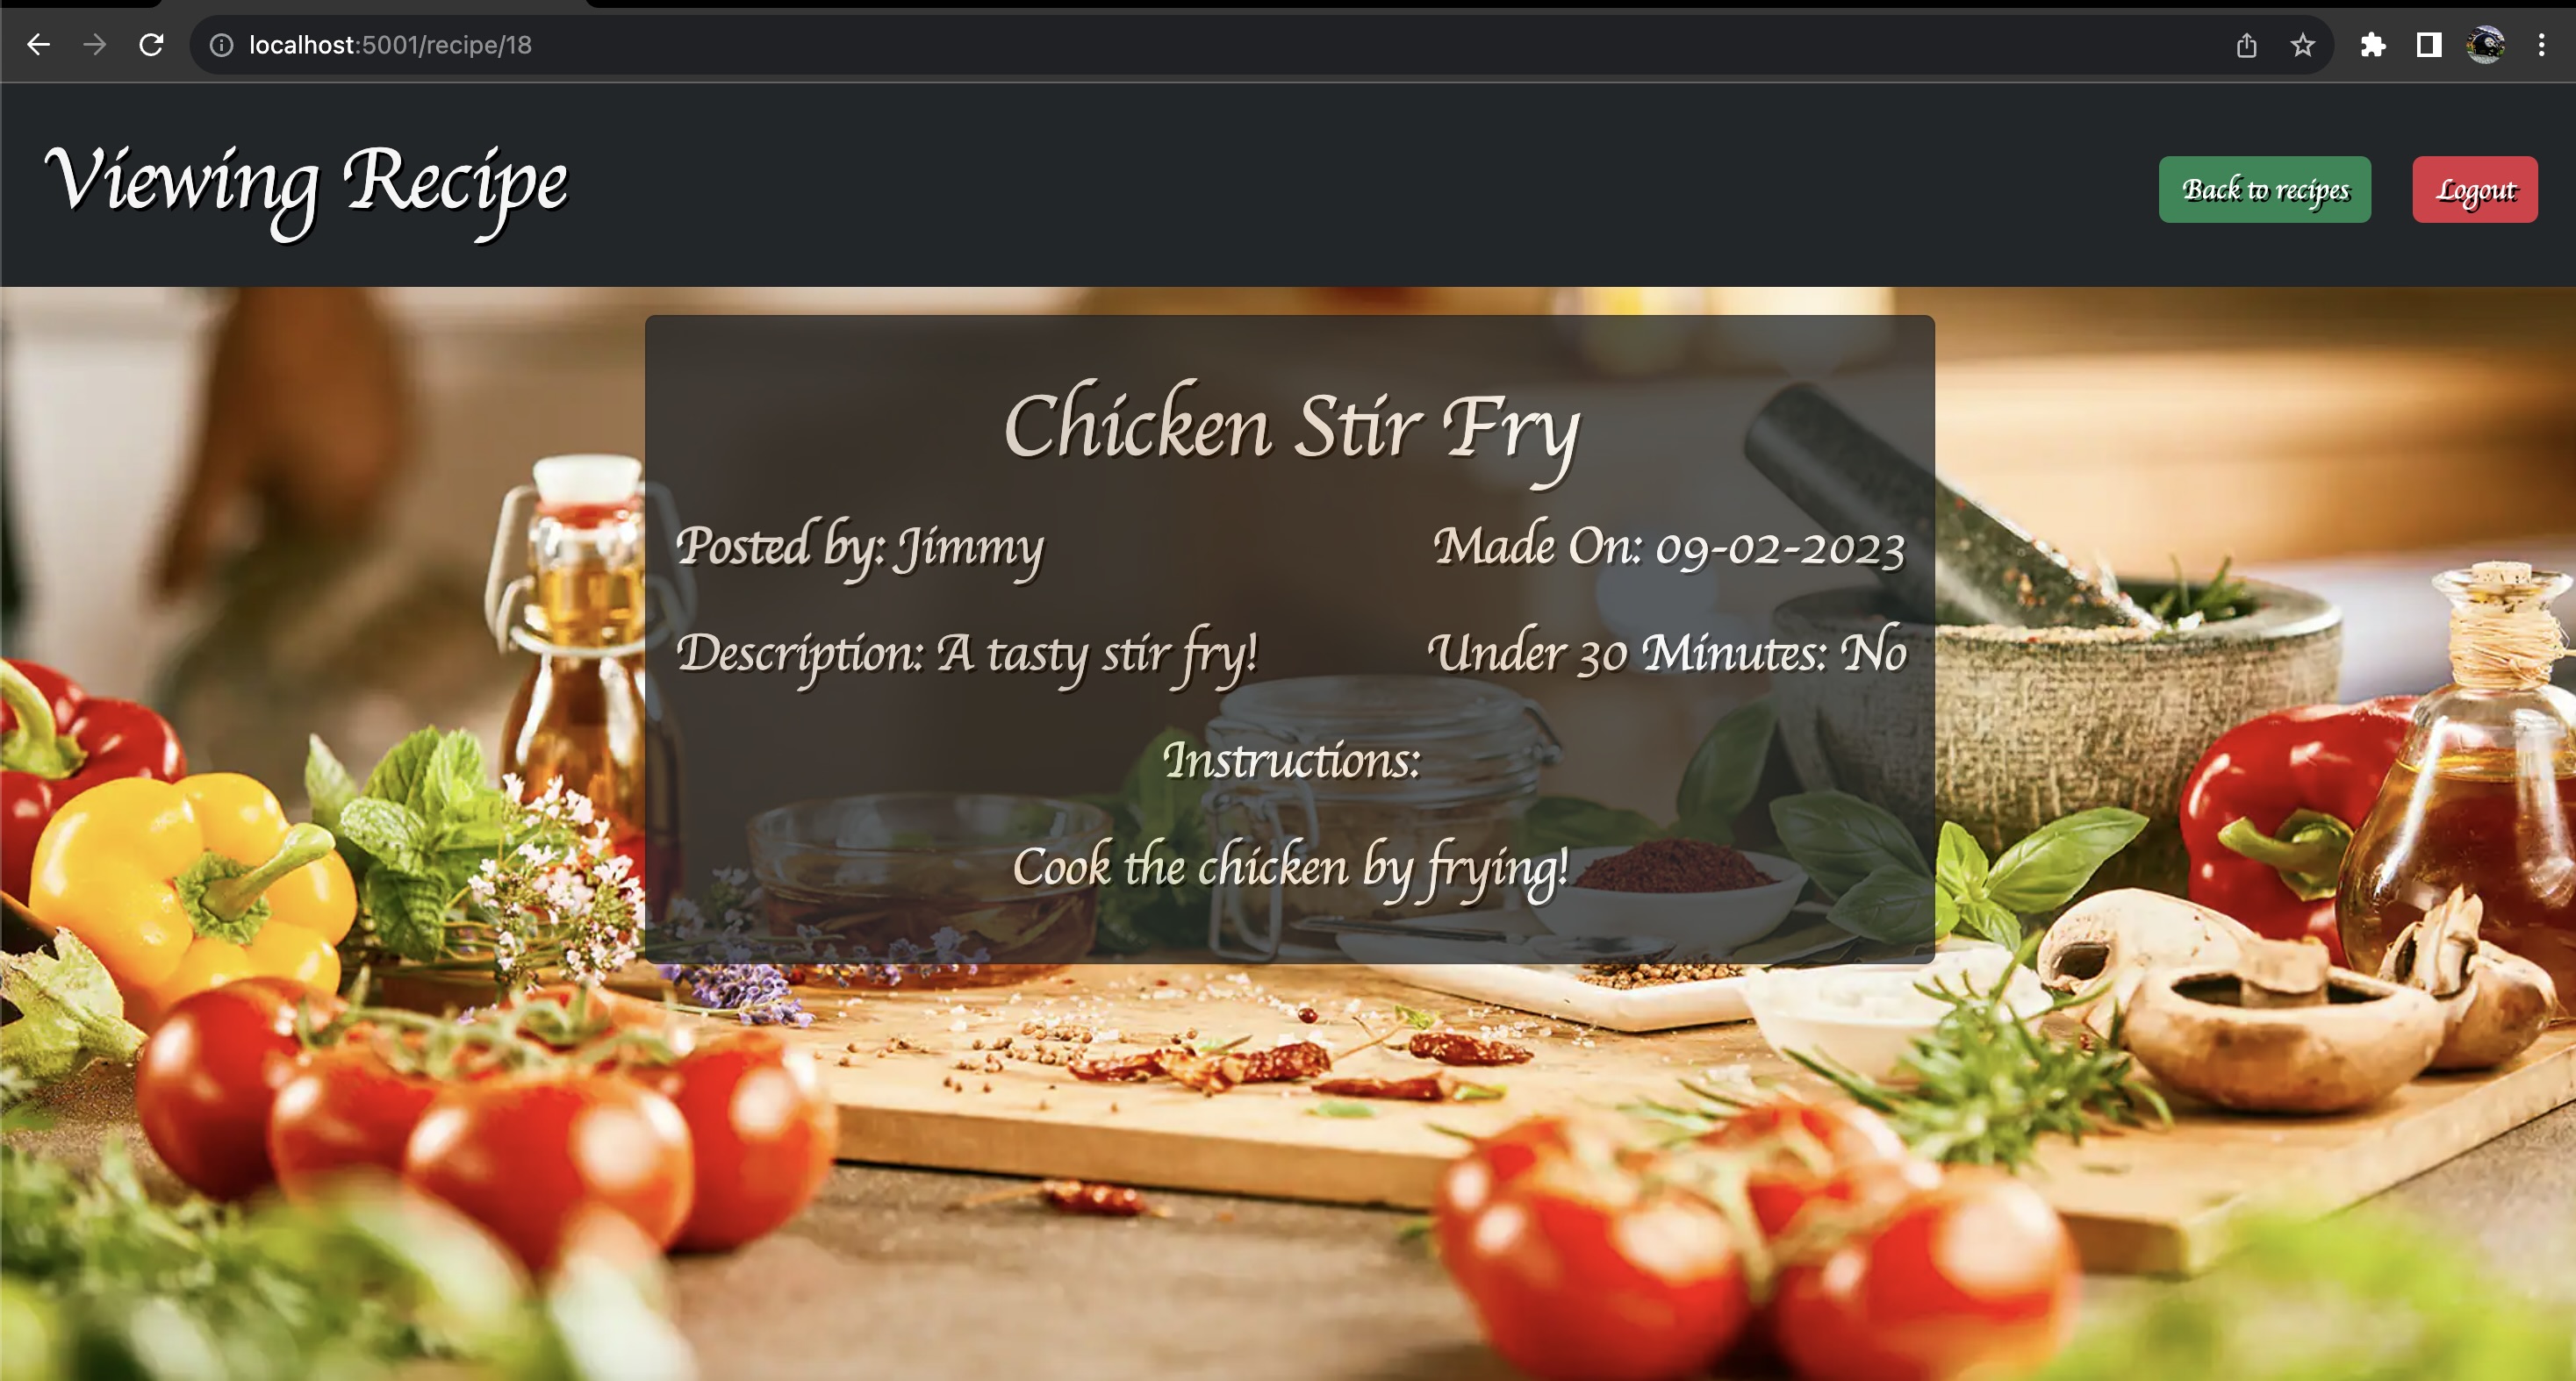 localhost:5001/recipe/18
Viewing Recipe
Back to recipes
Logout
Chicken Stir Fry
Posted by: Jimmy
Made On: 09-02-2023
Description: A tasty stir fry!
Under 30 Minutes: No
Instructions:
Cook the chicken by frying!